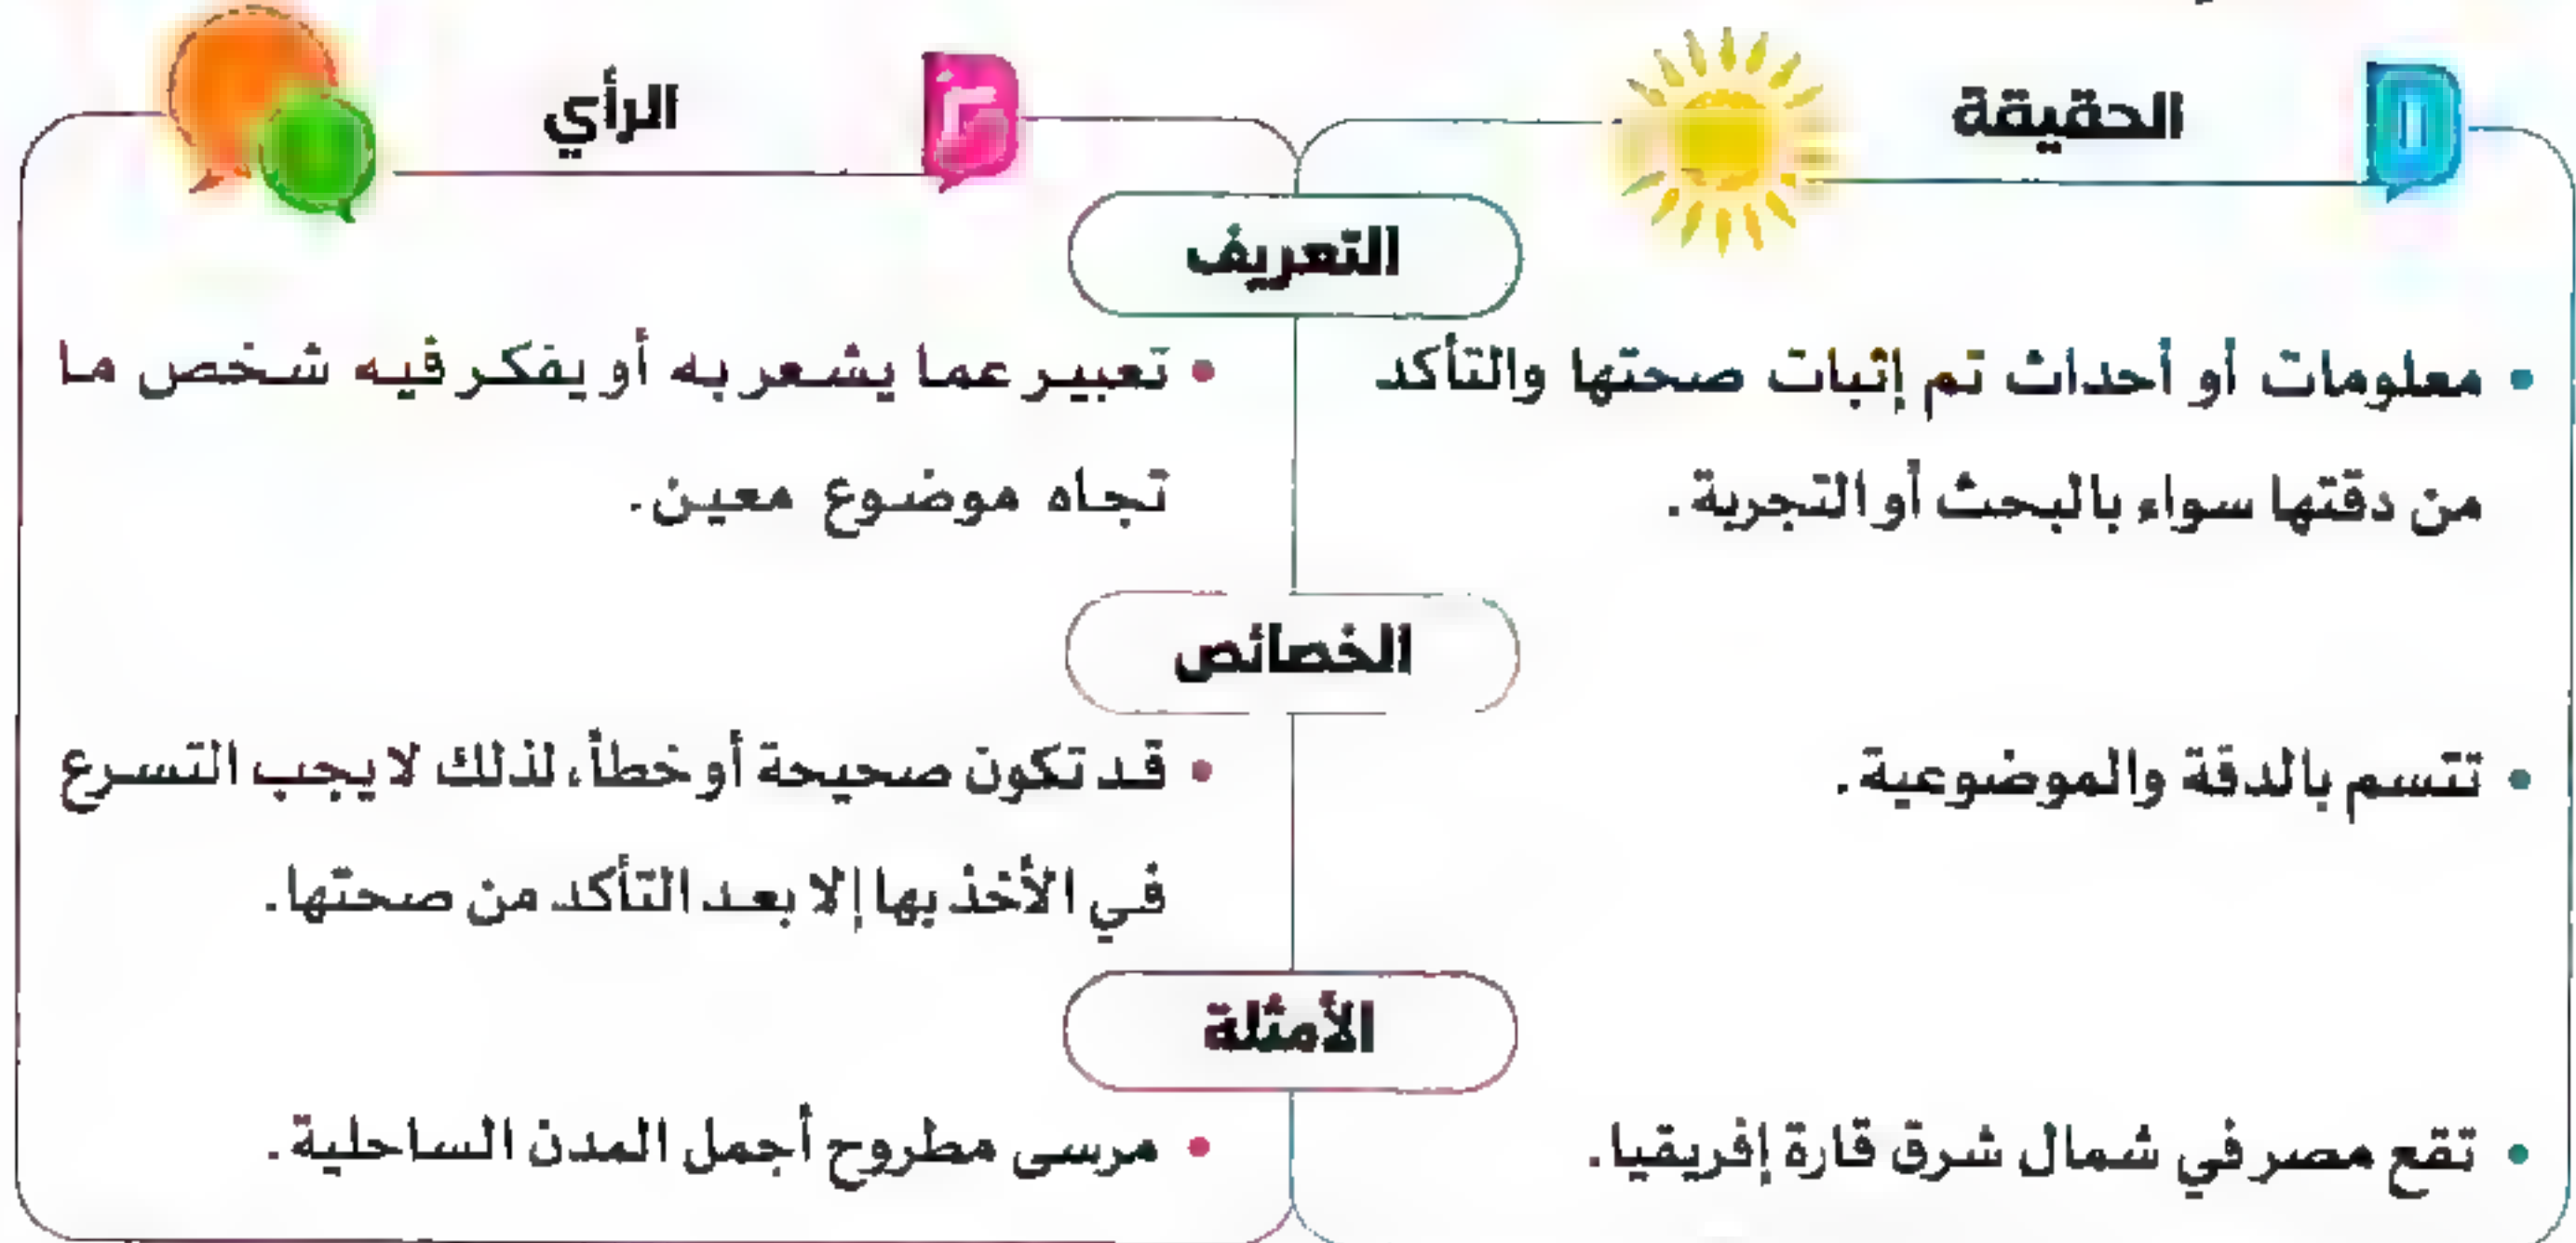 ١
الحقيقة
٢
الرأي
التعريف
• معلومات أو أحداث تم إثبات صحتها والتأكد
من دقتها سواء بالبحث أو التجربة.
• تعبير عما يشعر به أو يفكر فيه شخص ما
تجاه موضوع معين.
الخصائص
• تتسم بالدقة والموضوعية.
• قد تكون صحيحة أو خطأ، لذلك لا يجب التسرع
في الأخذ بها إلا بعد التأكد من صحتها.
الأمثلة
• تقع مصر في شمال شرق قارة إفريقيا.
• مرسى مطروح أجمل المدن الساحلية.